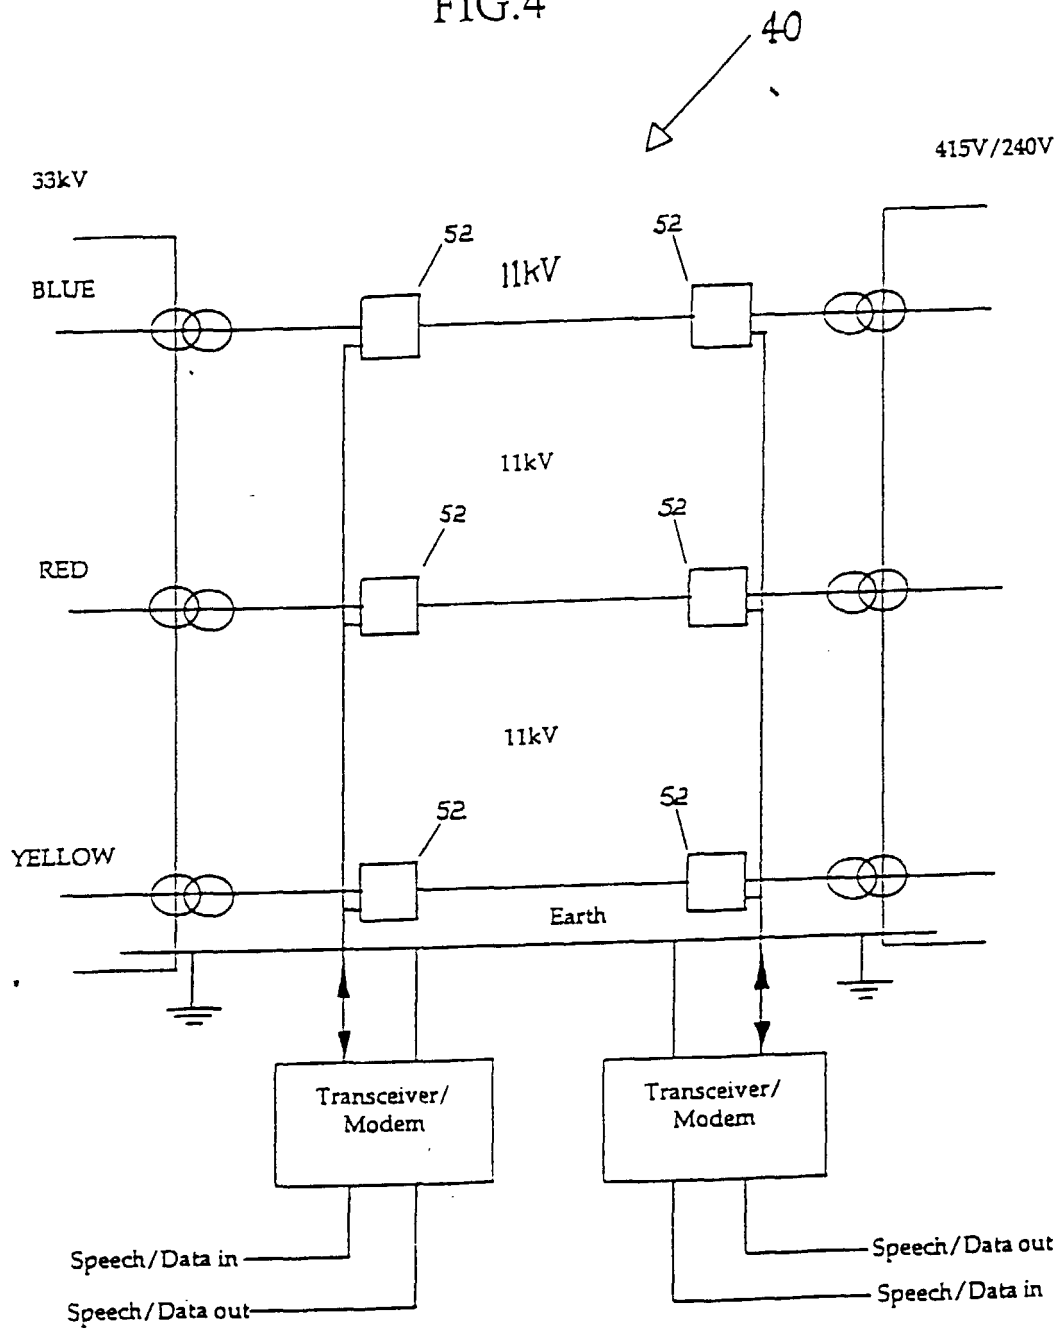 FIG.4
40
415V/240V
33kV
52
52
11kV
BLUE
11kV
52
52
RED
11kV
52
52
YELLOW
Earth
Transceiver/
Modem
Transceiver/
Modem
Speech/Data in
Speech/Data out
Speech/Data out
Speech/Data in